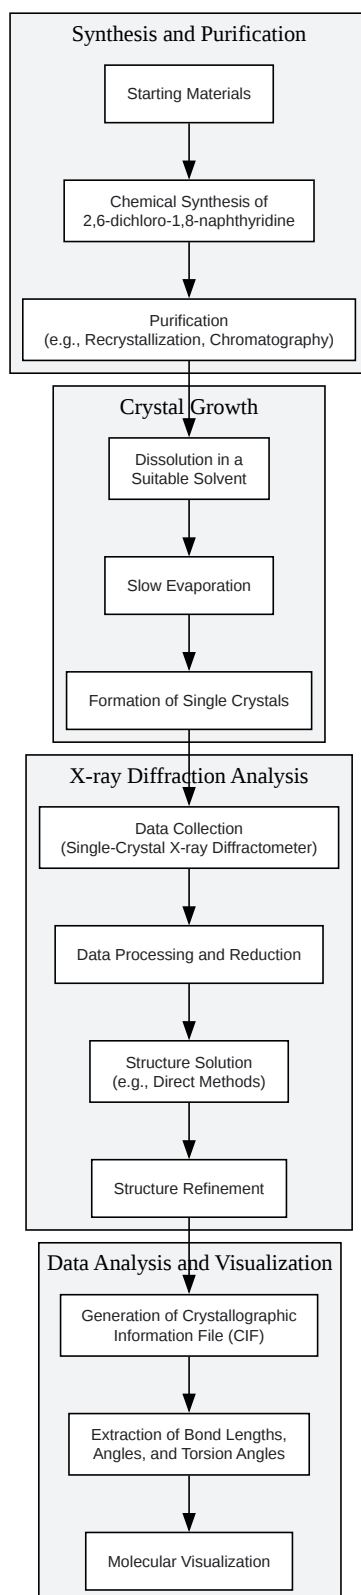 Synthesis and Purification
Starting Materials
Chemical Synthesis of
2,6-dichloro-1,8-naphthyridine
Purification
(e.g., Recrystallization, Chromatography)
Crystal Growth
Dissolution in a
Suitable Solvent
Slow Evaporation
Formation of Single Crystals
X-ray Diffraction Analysis
Data Collection
(Single-Crystal X-ray Diffractometer)
Data Processing and Reduction
Structure Solution
(e.g., Direct Methods)
Structure Refinement
Data Analysis and Visualization
Generation of Crystallographic
Information File (CIF)
Extraction of Bond Lengths,
Angles, and Torsion Angles
Molecular Visualization